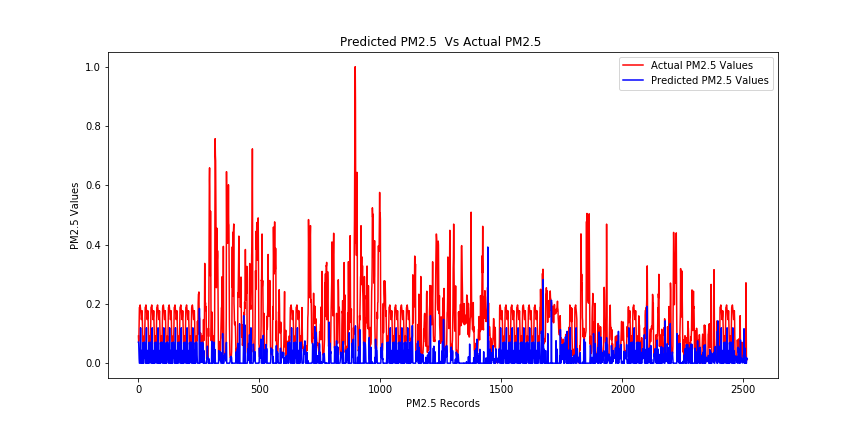 Predicted PM2.5  Vs Actual PM2.5
Actual PM2.5 Values
Predicted PM2.5 Values
1.0
0.8
0.6
0.4
0.2
0.0
PM2.5 Values
0 500 1000 1500 2000 2500
PM2.5 Records